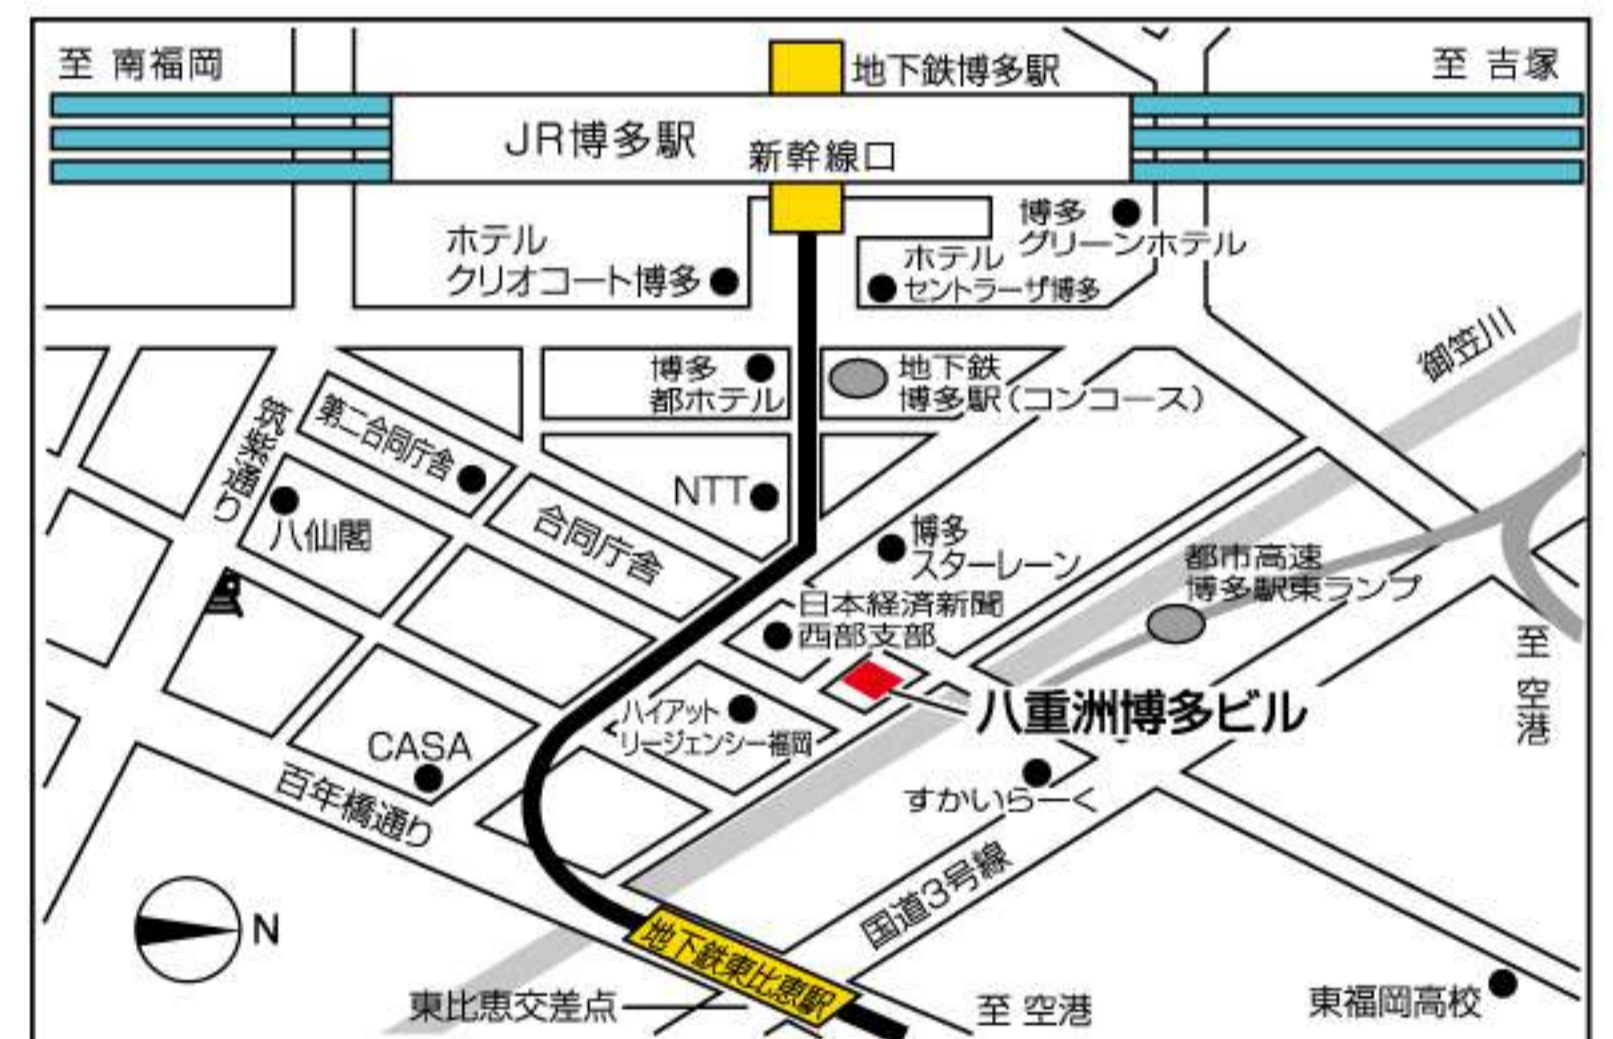 至 南福岡
地下鉄博多駅
至 吉塚
JR博多駅
新幹線口
博多
グリーンホテル
ホテル
クリオコート博多
ホテル
セントラーザ博多
御笠川
博多
都ホテル
地下鉄
博多駅(コンコース)
筑紫通り
第二合同庁舎
NTT
八仙閣
合同庁舎
博多
スターレーン
都市高速
博多駅東ランプ
日本経済新聞
西部支部
至 空港
八重洲博多ビル
ハイアット
リージェンシー福岡
CASA
百年橋通り
すかいらーく
国道3号線
N
地下鉄東比恵駅
東比恵交差点
至 空港
東福岡高校